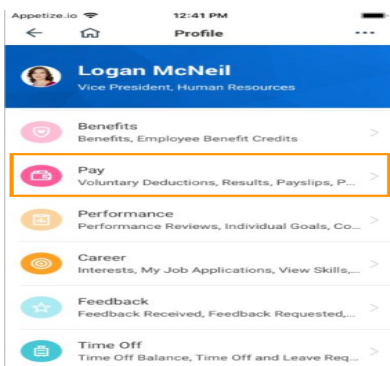 Appetize.io 12:41 PM
Profile
Logan McNeil
Vice President, Human Resources
Benefits
Benefits, Employee Benefit Credits
Pay
Voluntary Deductions, Results, Payslips, P...
Performance
Performance Reviews, Individual Goals, Co...
Career
Interests, My Job Applications, View Skills,...
Feedback
Feedback Received, Feedback Requested,...
Time Off
Time Off Balance, Time Off and Leave Req...